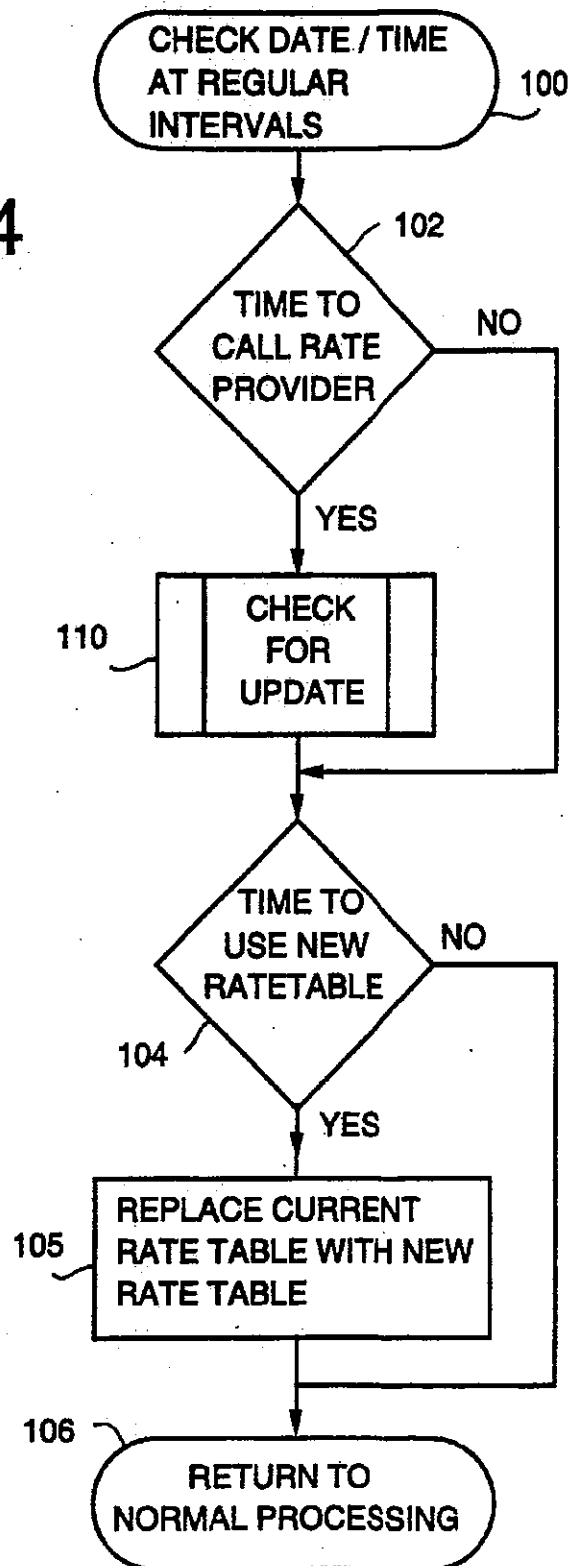 CHECK DATE / TIME
AT REGULAR
INTERVALS
100
4
102
TIME TO
CALL RATE
PROVIDER
NO
YES
110
CHECK
FOR
UPDATE
TIME TO
USE NEW
RATETABLE
NO
104
YES
105
REPLACE CURRENT
RATE TABLE WITH NEW
RATE TABLE
106
RETURN TO
NORMAL PROCESSING